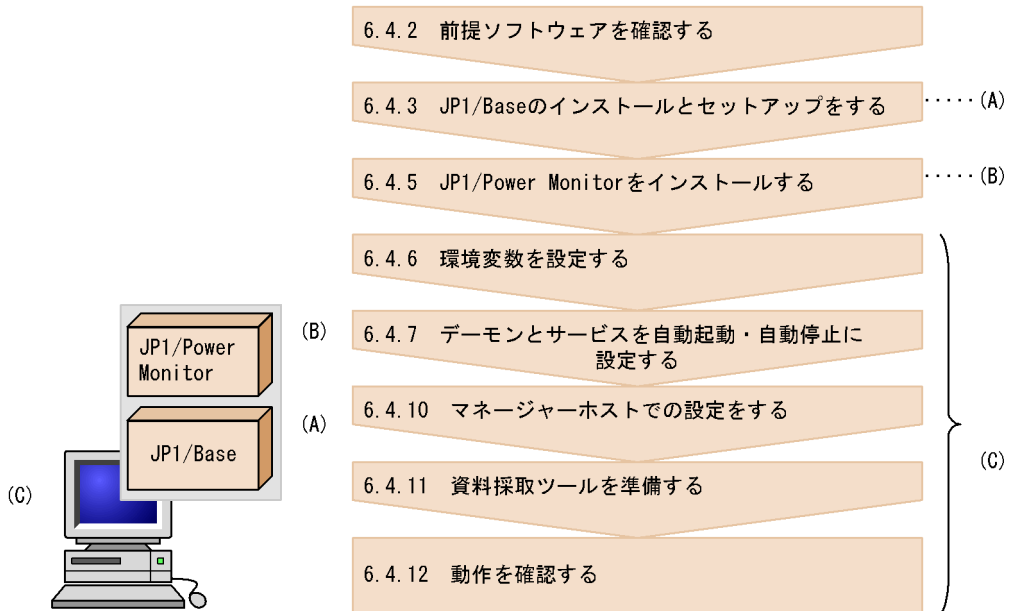 6.4.2 前提ソフトウェアを確認する
6.4.3 JP1/Baseのインストールとセットアップをする
·····(A)
6.4.5 JP1/Power Monitorをインストールする
·····(B)
6.4.6 環境変数を設定する
6.4.7 デーモンとサービスを自動起動・自動停止に
設定する
6.4.10 マネージャーホストでの設定をする
6.4.11 資料採取ツールを準備する
6.4.12 動作を確認する
(C)
JP1/Power
Monitor
(B)
JP1/Base
(A)
(C)